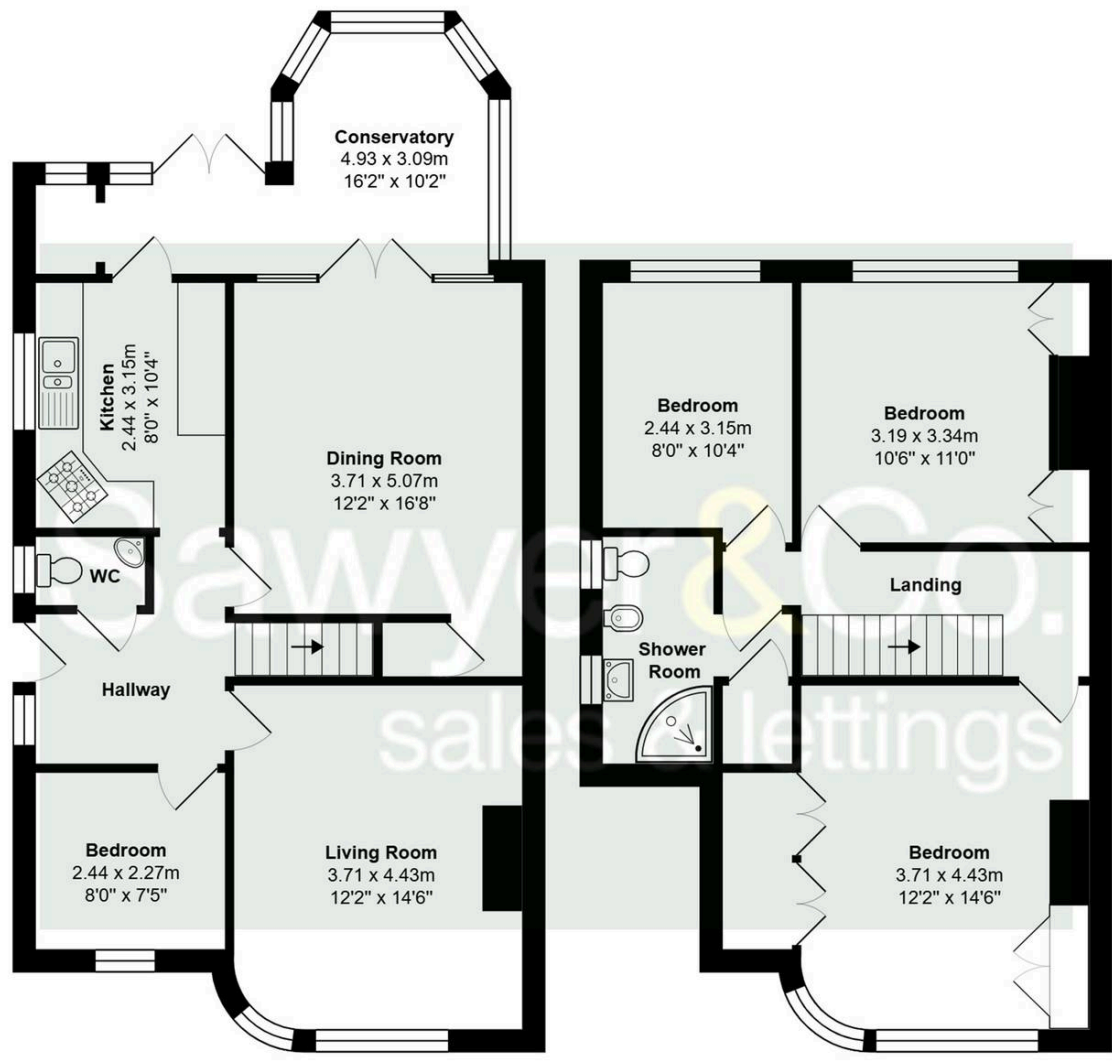 Conservatory
4.93 x 3.09m
16'2" x 10'2"
Kitchen
2.44 x 3.15m
8'0" x 10'4"
Dining Room
3.71 x 5.07m
12'2" x 16'8"
WC
Hallway
Bedroom
2.44 x 2.27m
8'0" x 7'5"
Living Room
3.71 x 4.43m
12'2" x 14'6"
Bedroom
2.44 x 3.15m
8'0" x 10'4"
Bedroom
3.19 x 3.34m
10'6" x 11'0"
Landing
Shower
Room
Bedroom
3.71 x 4.43m
12'2" x 14'6"
Sawyer&Co.
sales & lettings